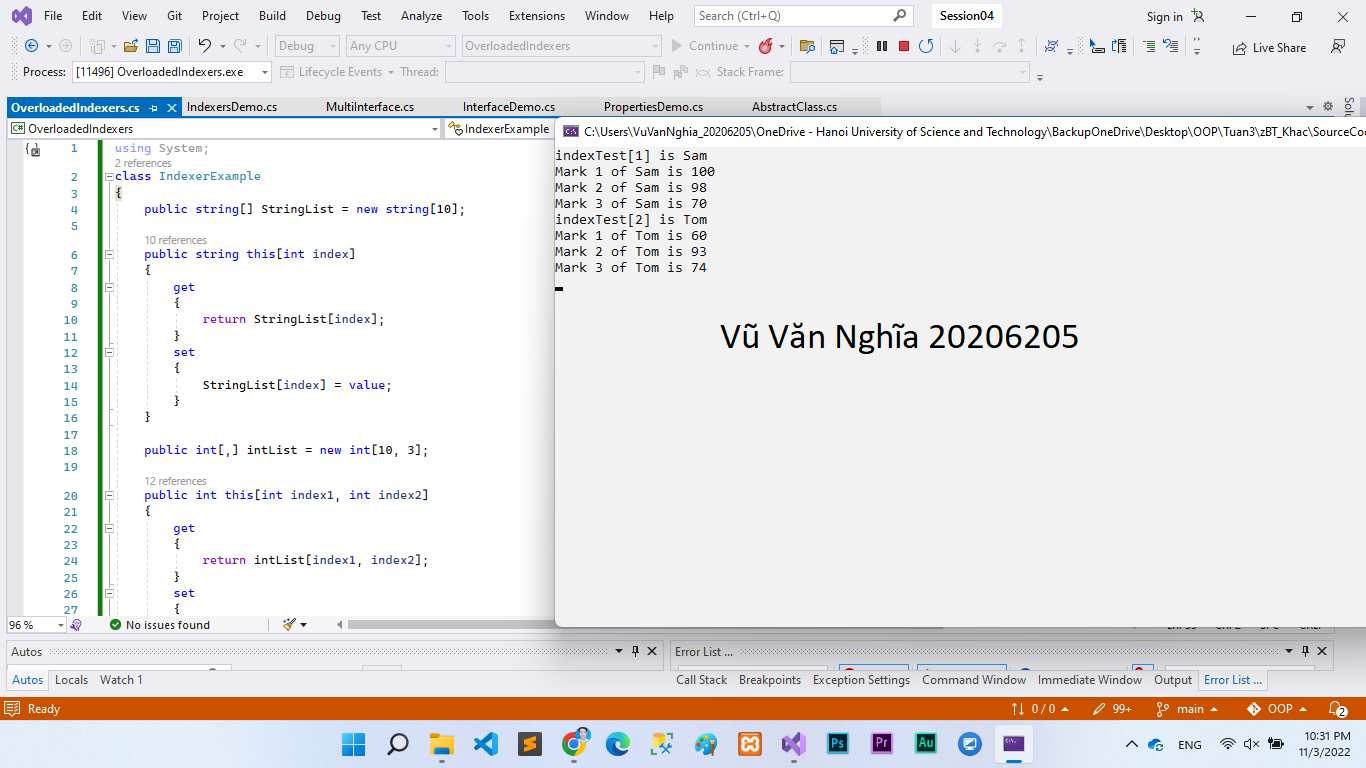 File Edit View Git Project Build Debug Test Analyze Tools Extensions Window Help Search (Ctrl+Q) Session04 Sign in
Debug Any CPU OverloadedIndexers Continue Live Share
Process: [11496] OverloadedIndexers.exe Lifecycle Events Thread: Stack Frame:
OverloadedIndexers.cs IndexersDemo.cs MultiInterface.cs InterfaceDemo.cs PropertiesDemo.cs AbstractClass.cs
OverloadedIndexers IndexerExample
1 using System;
2 references
2 class IndexerExample
3 {
4 public string[] StringList = new string[10];
5
10 references
6 public string this[int index]
7 {
8 get
9 {
10 return StringList[index];
11 }
12 set
13 {
14 StringList[index] = value;
15 }
16 }
17
18 public int[,] intList = new int[10, 3];
19
12 references
20 public int this[int index1, int index2]
21 {
22 get
23 {
24 return intList[index1, index2];
25 }
26 set
27 {
96 % No issues found
C:\Users\VuVanNghia_20206205\OneDrive - Hanoi University of Science and Technology\BackupOneDrive\Desktop\OOP\Tuan3\zBT_Khac\SourceCo
indexTest[1] is Sam
Mark 1 of Sam is 100
Mark 2 of Sam is 98
Mark 3 of Sam is 70
indexTest[2] is Tom
Mark 1 of Tom is 60
Mark 2 of Tom is 93
Mark 3 of Tom is 74
Vũ Văn Nghĩa 20206205
Autos Error List ...
Autos Locals Watch 1 Call Stack Breakpoints Exception Settings Command Window Immediate Window Output Error List ...
Ready 0 / 0 99+ main OOP 2
Ps Pr Au ENG 10:31 PM
11/3/2022